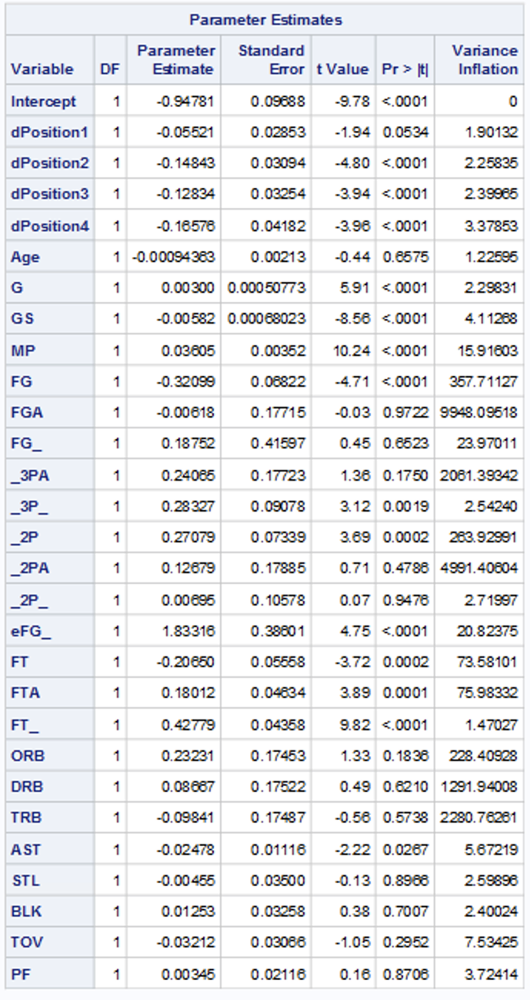 Parameter Estimates
Variable DF Parameter Estimate Standard Error t Value Pr > |t| Variance Inflation
Intercept 1 -0.94781 0.09688 -9.78 <.0001 0
dPosition1 1 -0.05521 0.02853 -1.94 0.0534 1.90132
dPosition2 1 -0.14843 0.03094 -4.80 <.0001 2.25835
dPosition3 1 -0.12834 0.03254 -3.94 <.0001 2.39965
dPosition4 1 -0.16576 0.04182 -3.96 <.0001 3.37853
Age 1 -0.00094363 0.00213 -0.44 0.6575 1.22595
G 1 0.00300 0.00050773 5.91 <.0001 2.29831
GS 1 -0.00582 0.00068023 -8.56 <.0001 4.11268
MP 1 0.03605 0.00352 10.24 <.0001 15.91603
FG 1 -0.32099 0.06822 -4.71 <.0001 357.71127
FGA 1 -0.00618 0.17715 -0.03 0.9722 9948.09518
FG_ 1 0.18752 0.41597 0.45 0.6523 23.97011
_3PA 1 0.24065 0.17723 1.36 0.1750 2061.39342
_3P_ 1 0.28327 0.09078 3.12 0.0019 2.54240
_2P 1 0.27079 0.07339 3.69 0.0002 263.92991
_2PA 1 0.12679 0.17885 0.71 0.4786 4991.40604
_2P_ 1 0.00695 0.10578 0.07 0.9476 2.71997
eFG_ 1 1.83316 0.38601 4.75 <.0001 20.82375
FT 1 -0.20650 0.05558 -3.72 0.0002 73.58101
FTA 1 0.18012 0.04634 3.89 0.0001 75.98332
FT_ 1 0.42779 0.04358 9.82 <.0001 1.47027
ORB 1 0.23231 0.17453 1.33 0.1836 228.40928
DRB 1 0.08667 0.17522 0.49 0.6210 1291.94008
TRB 1 -0.09841 0.17487 -0.56 0.5738 2280.76261
AST 1 -0.02478 0.01116 -2.22 0.0267 5.67219
STL 1 -0.00455 0.03500 -0.13 0.8966 2.59896
BLK 1 0.01253 0.03258 0.38 0.7007 2.40024
TOV 1 -0.03212 0.03066 -1.05 0.2952 7.53425
PF 1 0.00345 0.02116 0.16 0.8706 3.72414